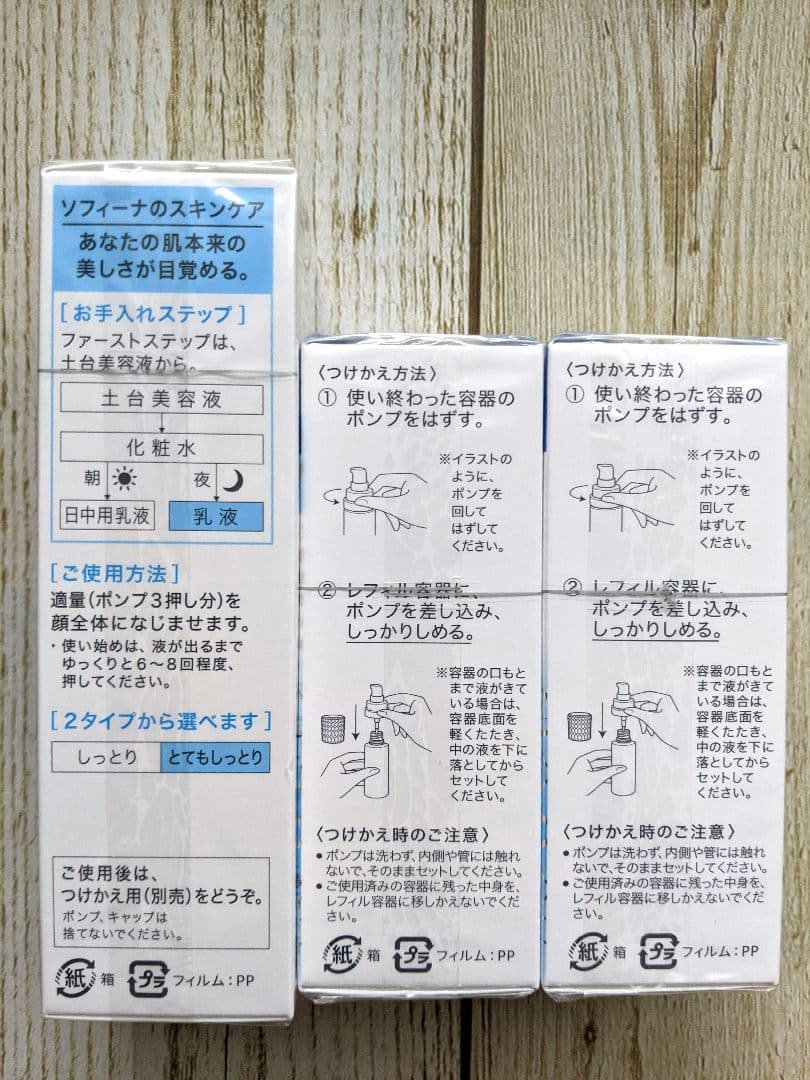 ソフィーナのスキンケア
あなたの肌本来の
美しさが目覚める。
[お手入れステップ]
ファーストステップは、
土台美容液から。
土台美容液
化粧水
朝
夜
日中用乳液
乳液
[ご使用方法]
適量(ポンプ3押し分)を
顔全体になじませます。
・使い始めは、液が出るまで
ゆっくりと6～8回程度、
押してください。
[2タイプから選べます]
しっとり
とてもしっとり
ご使用後は、
つけかえ用(別売)をどうぞ。
ポンプ、キャップは
捨てないでください。
紙 箱 プラ フィルム:PP
〈つけかえ方法〉
① 使い終わった容器の
ポンプをはずす。
※イラストの
ように、
ポンプを
回して
はずして
ください。
② レフィル容器に、
ポンプを差し込み、
しっかりしめる。
※容器の口もと
まで液がきて
いる場合は、
容器底面を
軽くたたき、
中の液を下に
落としてから
セットして
ください。
〈つけかえ時のご注意〉
●ポンプは洗わず、内側や管には触れ
ないで、そのままセットしてください。
●ご使用済みの容器に残った中身を、
レフィル容器に移しかえないでくだ
さい。
紙 箱 プラ フィルム:PP
〈つけかえ方法〉
① 使い終わった容器の
ポンプをはずす。
※イラストの
ように、
ポンプを
回して
はずして
ください。
② レフィル容器に、
ポンプを差し込み、
しっかりしめる。
※容器の口もと
まで液がきて
いる場合は、
容器底面を
軽くたたき、
中の液を下に
落としてから
セットして
ください。
〈つけかえ時のご注意〉
●ポンプは洗わず、内側や管には触れ
ないで、そのままセットしてください。
●ご使用済みの容器に残った中身を、
レフィル容器に移しかえないでくだ
さい。
紙 箱 プラ フィルム:PP